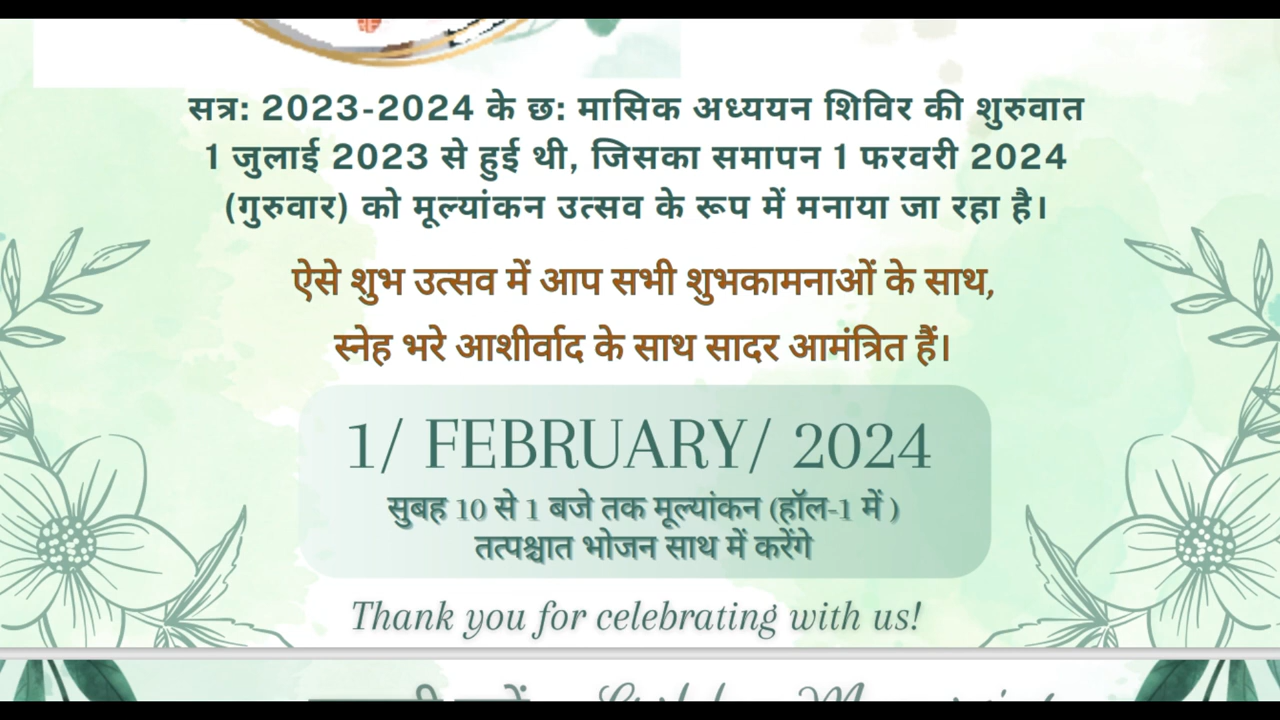 सत्र: 2023-2024 के छ: मासिक अध्ययन शिविर की शुरुवात
1 जुलाई 2023 से हुई थी, जिसका समापन 1 फरवरी 2024
(गुरुवार) को मूल्यांकन उत्सव के रूप में मनाया जा रहा है।
ऐसे शुभ उत्सव में आप सभी शुभकामनाओं के साथ,
स्नेह भरे आशीर्वाद के साथ सादर आमंत्रित हैं।
1/ FEBRUARY/ 2024
सुबह 10 से 1 बजे तक मूल्यांकन (हॉल-1 में )
तत्पश्चात भोजन साथ में करेंगे
Thank you for celebrating with us!